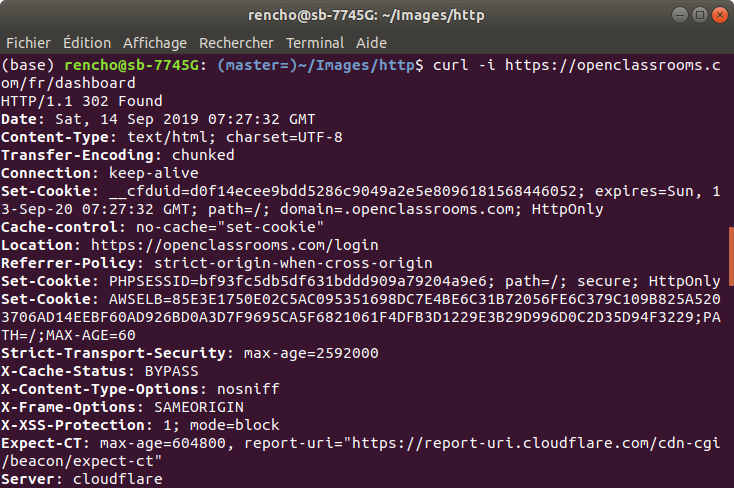 rencho@sb-7745G: ~/Images/http
Fichier Édition Affichage Rechercher Terminal Aide
(base) rencho@sb-7745G: (master=)~/Images/http$ curl -i https://openclassrooms.c
om/fr/dashboard
HTTP/1.1 302 Found
Date: Sat, 14 Sep 2019 07:27:32 GMT
Content-Type: text/html; charset=UTF-8
Transfer-Encoding: chunked
Connection: keep-alive
Set-Cookie: __cfduid=d0f14ecee9bdd5286c9049a2e5e8096181568446052; expires=Sun, 1
3-Sep-20 07:27:32 GMT; path=/; domain=.openclassrooms.com; HttpOnly
Cache-control: no-cache="set-cookie"
Location: https://openclassrooms.com/login
Referrer-Policy: strict-origin-when-cross-origin
Set-Cookie: PHPSESSID=bf93fc5db5df631bddd909a79204a9e6; path=/; secure; HttpOnly
Set-Cookie: AWSELB=85E3E1750E02C5AC095351698DC7E4BE6C31B72056FE6C379C109B825A520
3706AD14EEBF60AD926BD0A3D7F9695CA5F6821061F4DFB3D1229E3B29D996D0C2D35D94F3229;PA
TH=/;MAX-AGE=60
Strict-Transport-Security: max-age=2592000
X-Cache-Status: BYPASS
X-Content-Type-Options: nosniff
X-Frame-Options: SAMEORIGIN
X-XSS-Protection: 1; mode=block
Expect-CT: max-age=604800, report-uri="https://report-uri.cloudflare.com/cdn-cgi
/beacon/expect-ct"
Server: cloudflare